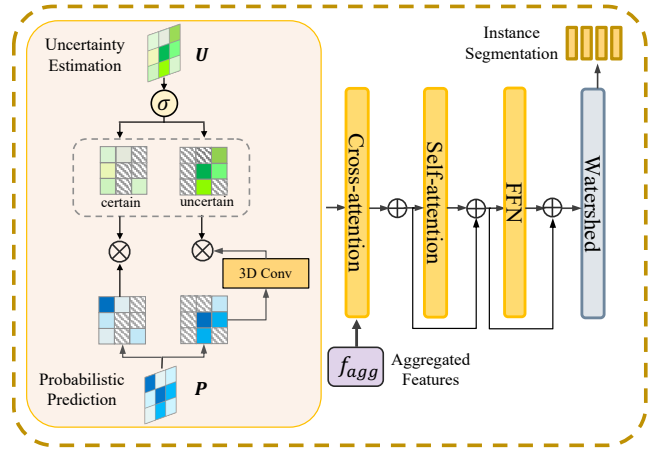 Uncertainty
Estimation
U
σ
certain
uncertain
3D Conv
Probabilistic
Prediction
P
Cross-attention
Self-attention
FFN
Watershed
Instance
Segmentation
f_agg
Aggregated
Features